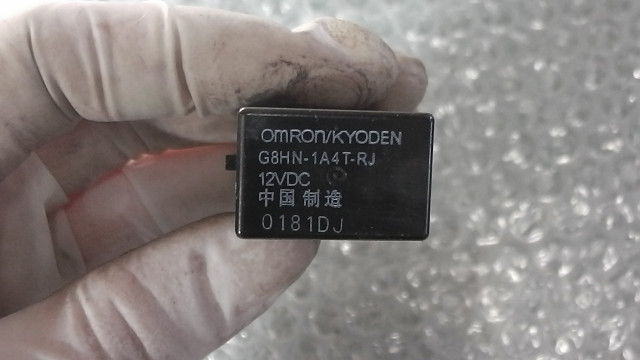 OMRON/KYODEN
G8HN-1A4T-RJ
12VDC
中国 制造
0181DJ